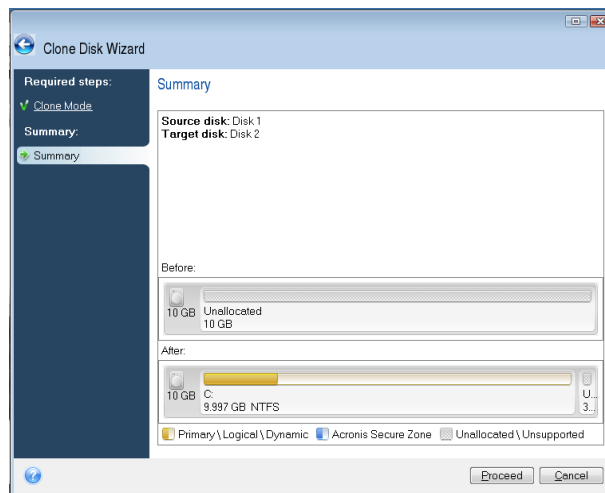 Clone Disk Wizard
Required steps:
Clone Mode
Summary:
Summary
Summary
Source disk: Disk 1
Target disk: Disk 2
Before:
10 GB
Unallocated
10 GB
After:
10 GB
C:
9.997 GB NTFS
U...
3...
Primary \ Logical \ Dynamic Acronis Secure Zone Unallocated \ Unsupported
? Proceed Cancel